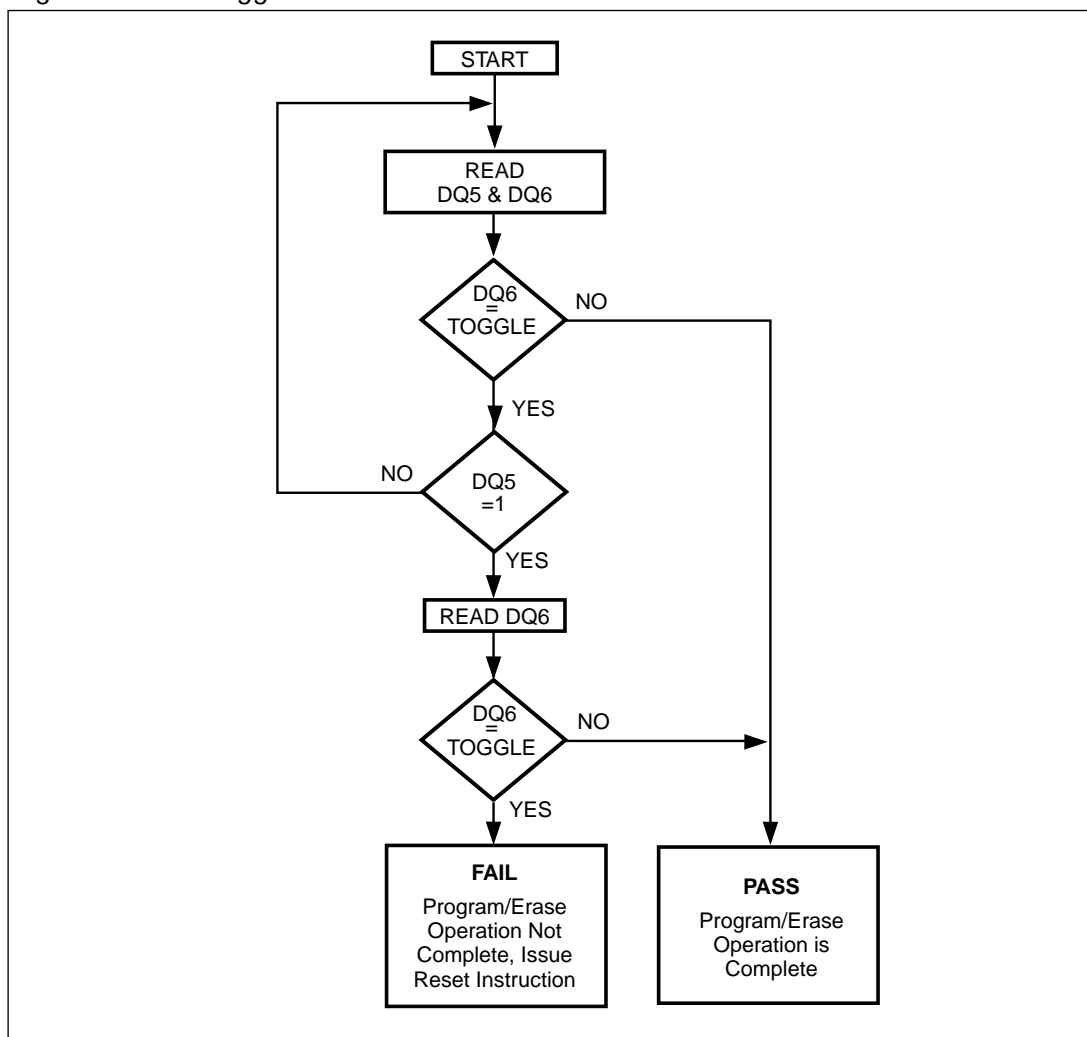 START
READ
DQ5 & DQ6
DQ6
=
TOGGLE
NO
YES
NO
DQ5
=1
YES
READ DQ6
DQ6
=
TOGGLE
NO
YES
FAIL
Program/Erase
Operation Not
Complete, Issue
Reset Instruction
PASS
Program/Erase
Operation is
Complete